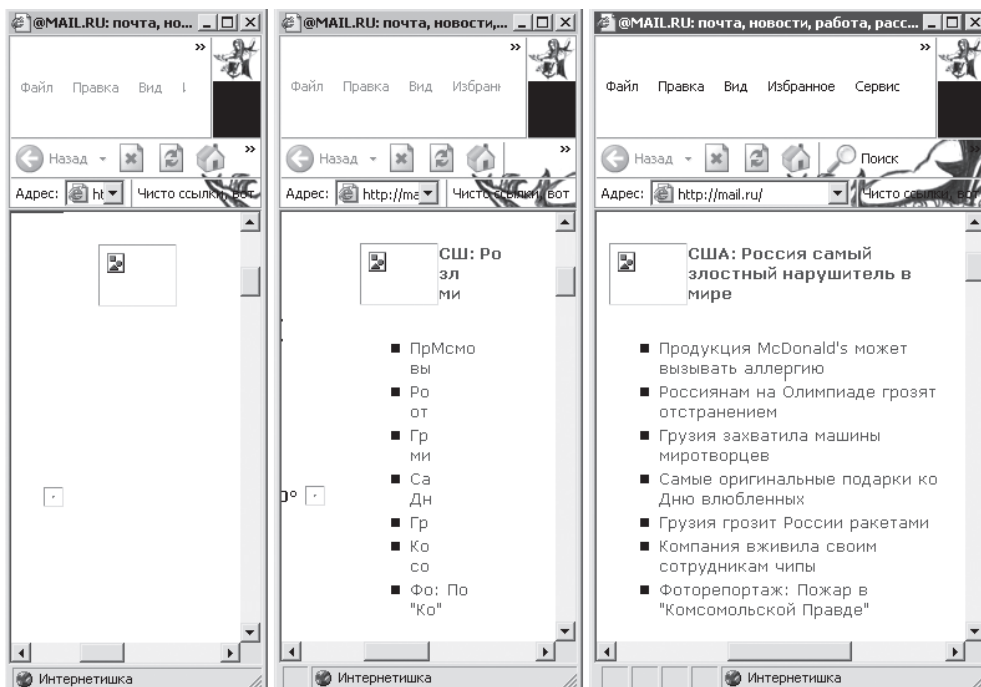 @MAIL.RU: почта, но...
Файл Правка Вид
Назад
Адрес: ht Чисто ссылки, вот
Интернетишка
@MAIL.RU: почта, новости,...
Файл Правка Вид Избранн
Назад
Адрес: http://ma Чисто ссылки, вот
СШ: Ро
зл
ми
ПрМсмо
вы
Ро
от
Гр
ми
Са
Дн
Гр
Ко
со
Фо: По
"Ко"
Интернетишка
@MAIL.RU: почта, новости, работа, расс...
Файл Правка Вид Избранное Сервис
Назад Поиск
Адрес: http://mail.ru/ Чисто ссылки, вот
США: Россия самый
злостный нарушитель в
мире
Продукция McDonald's может
вызывать аллергию
Россиянам на Олимпиаде грозят
отстранением
Грузия захватила машины
миротворцев
Самые оригинальные подарки ко
Дню влюбленных
Грузия грозит России ракетами
Компания вживила своим
сотрудникам чипы
Фоторепортаж: Пожар в
"Комсомольской Правде"
Интернетишка